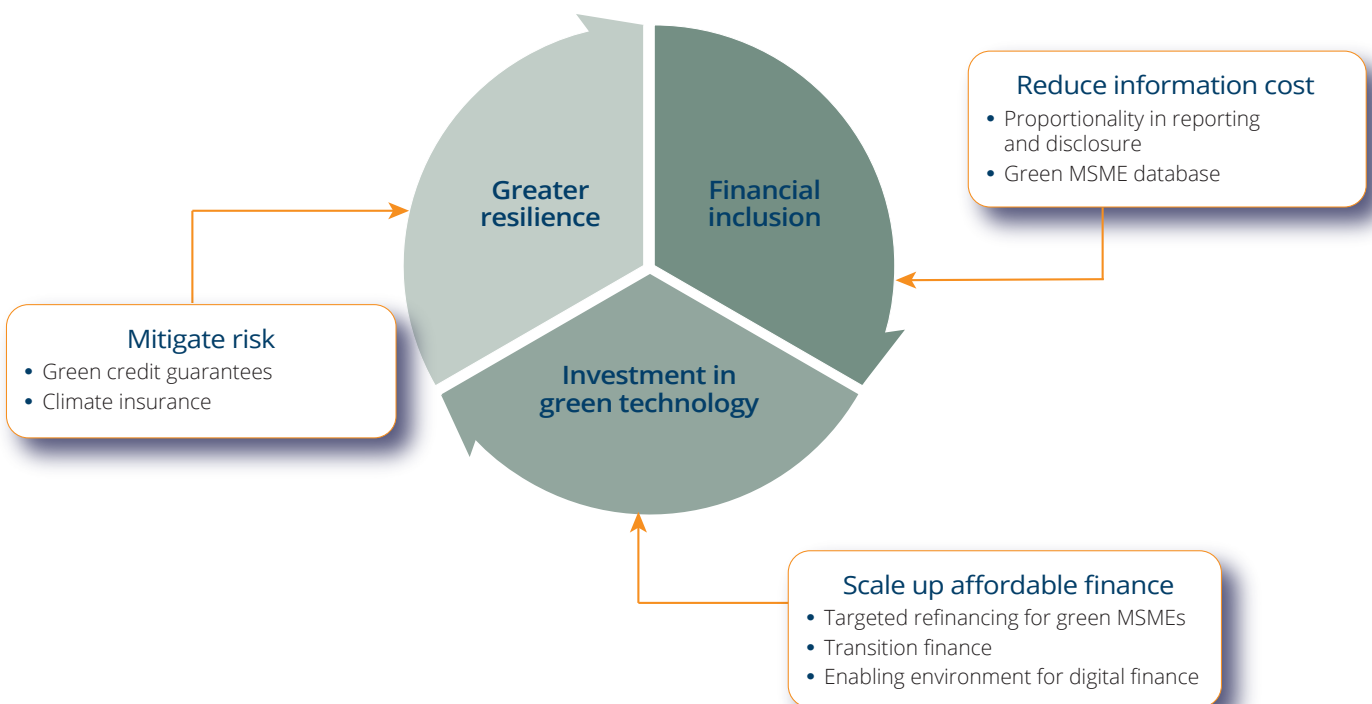 Greater
resilience
Financial
inclusion
Investment in
green technology
Reduce information cost
• Proportionality in reporting
and disclosure
• Green MSME database
Mitigate risk
• Green credit guarantees
• Climate insurance
Scale up affordable finance
• Targeted refinancing for green MSMEs
• Transition finance
• Enabling environment for digital finance